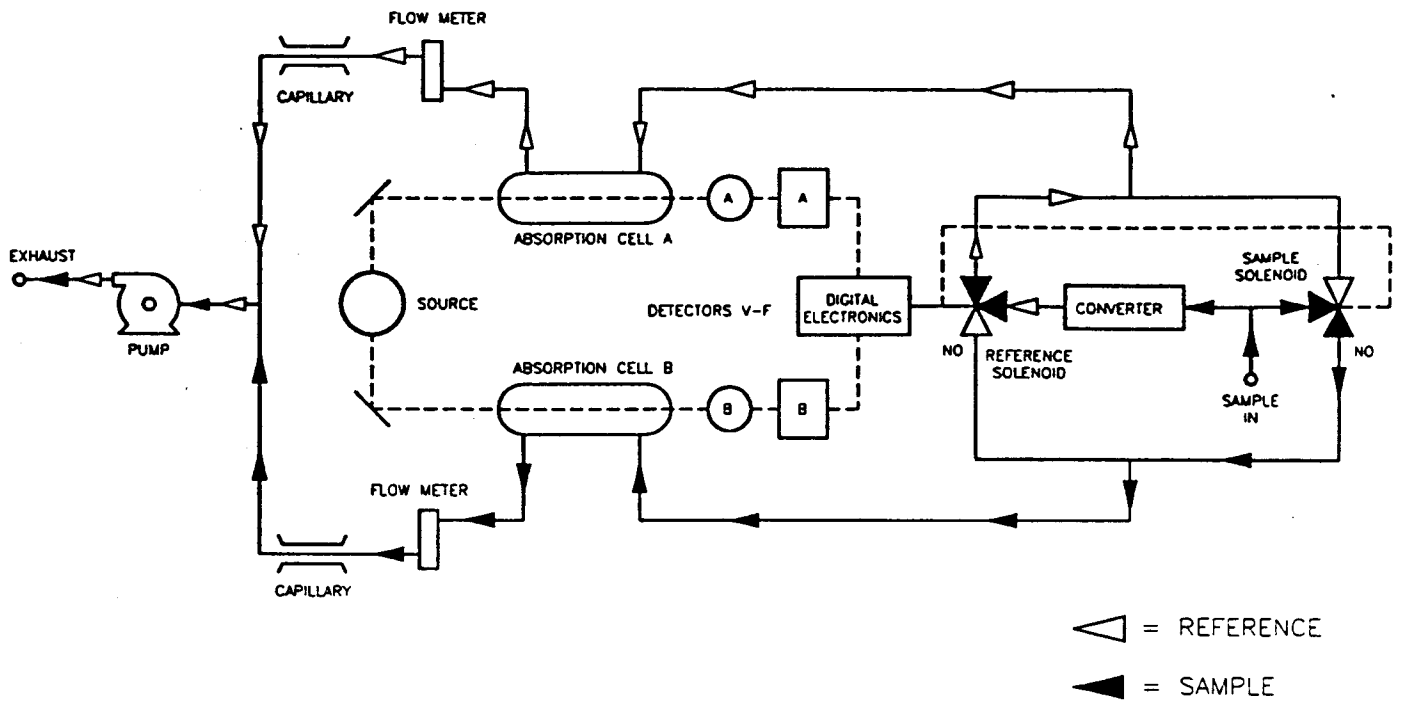 FLOW METER
CAPILLARY
A
A
ABSORPTION CELL A
EXHAUST
SAMPLE
SOLENOID
SOURCE
DETECTORS V-F
DIGITAL
ELECTRONICS
CONVERTER
PUMP
NO
REFERENCE
SOLENOID
NO
ABSORPTION CELL B
SAMPLE
IN
B
B
FLOW METER
CAPILLARY
= REFERENCE
= SAMPLE